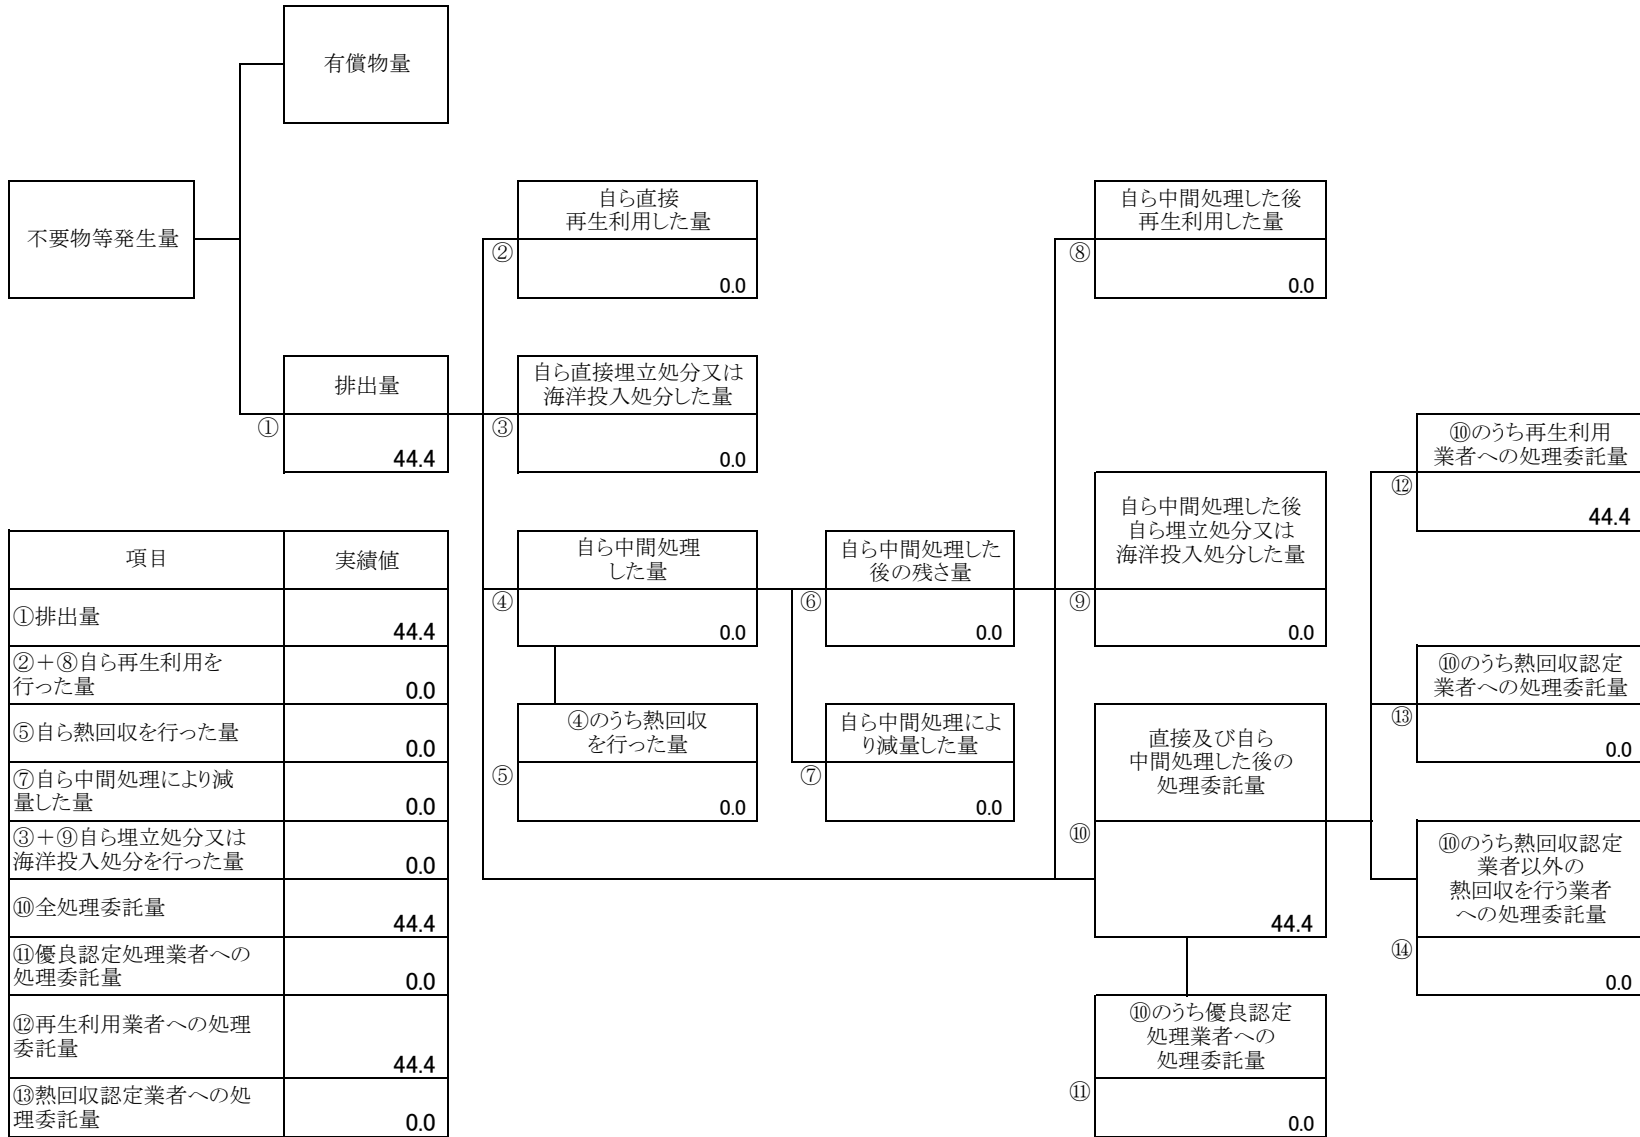 有償物量
不要物等発生量
自ら直接
再生利用した量
②
0.0
自ら中間処理した後
再生利用した量
⑧
0.0
排出量
①
44.4
自ら直接埋立処分又は
海洋投入処分した量
③
0.0
⑩のうち再生利用
業者への処理委託量
⑫
44.4
自ら中間処理した後
自ら埋立処分又は
海洋投入処分した量
⑨
0.0
自ら中間処理
した量
④
0.0
自ら中間処理した
後の残さ量
⑥
0.0
⑩のうち熱回収認定
業者への処理委託量
⑬
0.0
④のうち熱回収
を行った量
⑤
0.0
自ら中間処理によ
り減量した量
⑦
0.0
直接及び自ら
中間処理した後の
処理委託量
⑩
44.4
⑩のうち熱回収認定
業者以外の
熱回収を行う業者
への処理委託量
⑭
0.0
⑩のうち優良認定
処理業者への
処理委託量
⑪
0.0
項目 実績値
①排出量
44.4
②＋⑧自ら再生利用を
行った量
0.0
⑤自ら熱回収を行った量
0.0
⑦自ら中間処理により減
量した量
0.0
③＋⑨自ら埋立処分又は
海洋投入処分を行った量
0.0
⑩全処理委託量
44.4
⑪優良認定処理業者への
処理委託量
0.0
⑫再生利用業者への処理
委託量
44.4
⑬熱回収認定業者への処
理委託量
0.0